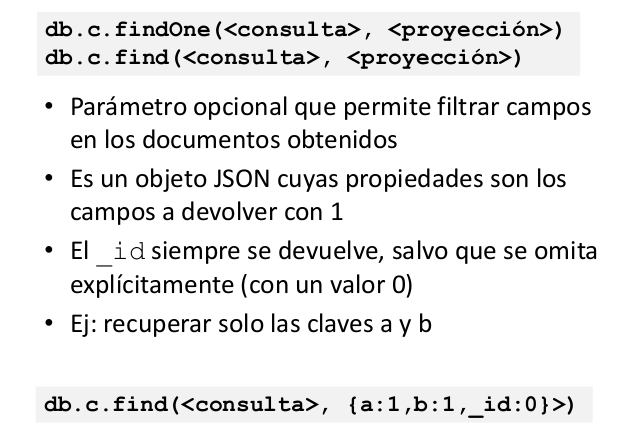 db.c.findOne(<consulta>, <proyección>)
db.c.find(<consulta>, <proyección>)
• Parámetro opcional que permite filtrar campos
en los documentos obtenidos
• Es un objeto JSON cuyas propiedades son los
campos a devolver con 1
• El _id siempre se devuelve, salvo que se omita
explícitamente (con un valor 0)
• Ej: recuperar solo las claves a y b
db.c.find(<consulta>, {a:1,b:1,_id:0}>)